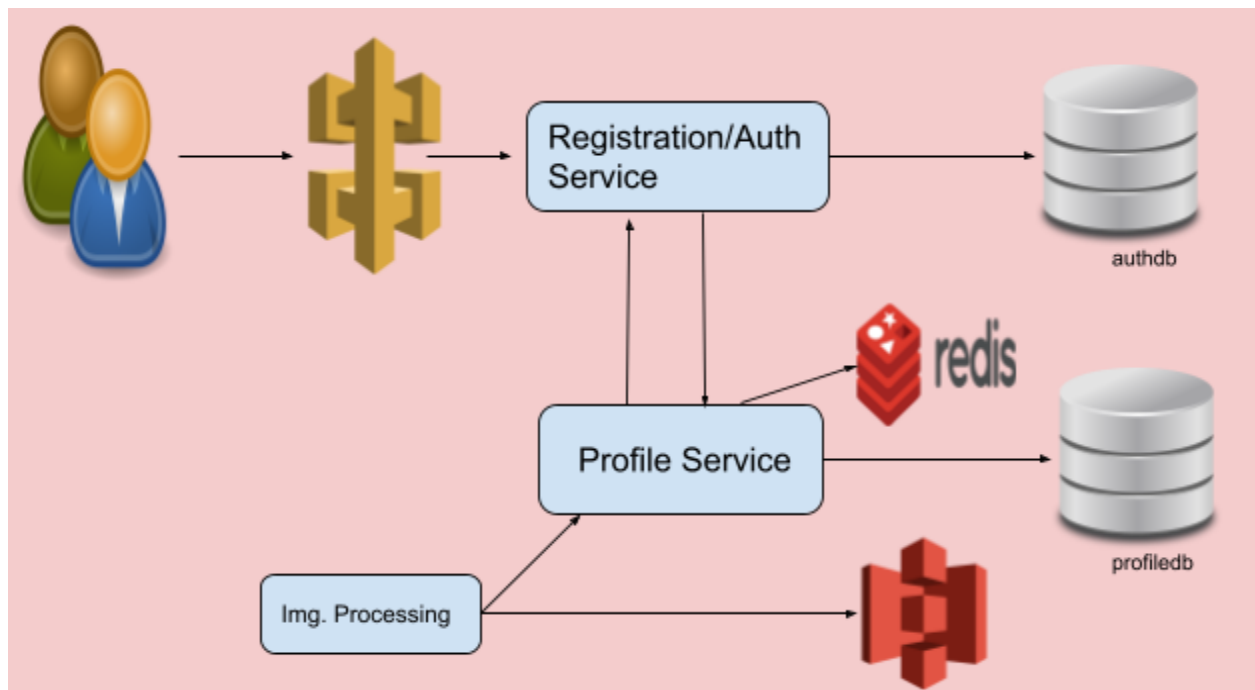 Registration/Auth
Service
authdb
redis
Profile Service
profiledb
Img. Processing